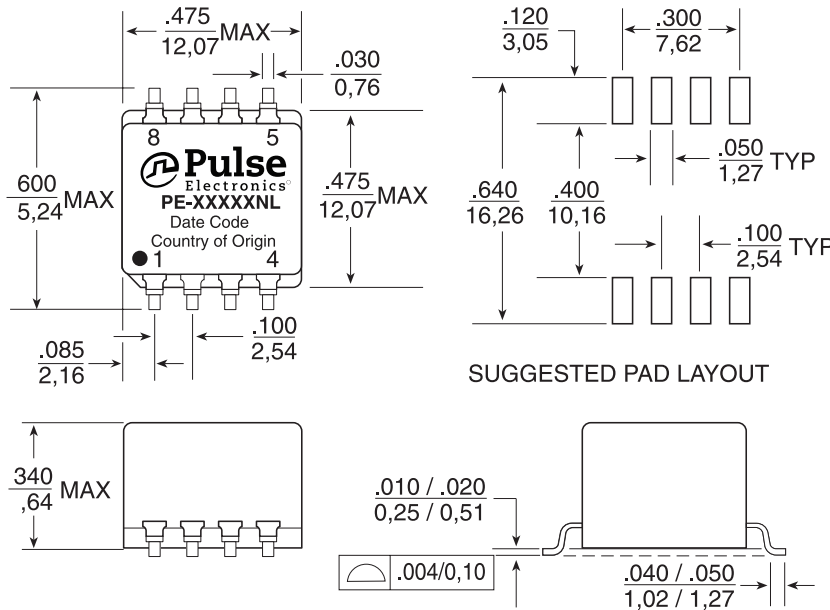 .475
12,07 MAX
.030
0,76
8 5
Pulse
Electronics
PE-XXXXXNL
Date Code
Country of Origin
1 4
.600
5,24 MAX
.475
12,07 MAX
.085
2,16
.100
2,54
.120
3,05
.300
7,62
.050
1,27 TYP
.640
16,26
.400
10,16
.100
2,54 TYP
SUGGESTED PAD LAYOUT
340
,64 MAX
.010 / .020
0,25 / 0,51
.004/0,10
.040 / .050
1,02 / 1,27